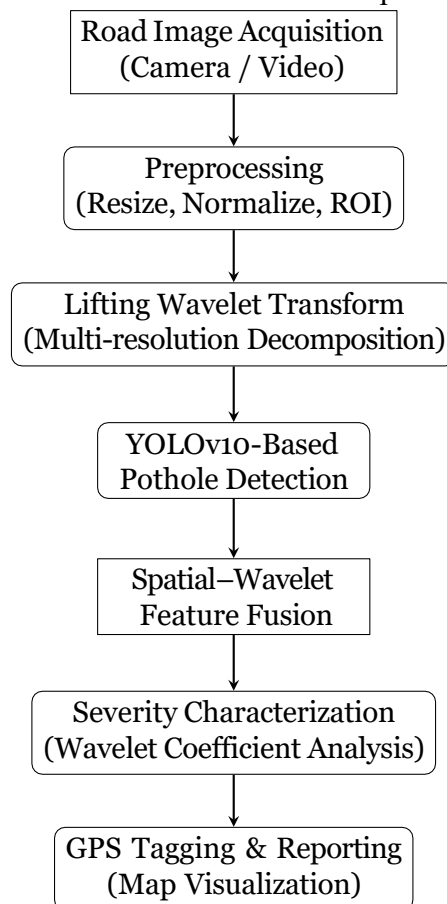 Road Image Acquisition
(Camera / Video)
Preprocessing
(Resize, Normalize, ROI)
Lifting Wavelet Transform
(Multi-resolution Decomposition)
YOLOv10-Based
Pothole Detection
Spatial–Wavelet
Feature Fusion
Severity Characterization
(Wavelet Coefficient Analysis)
GPS Tagging & Reporting
(Map Visualization)